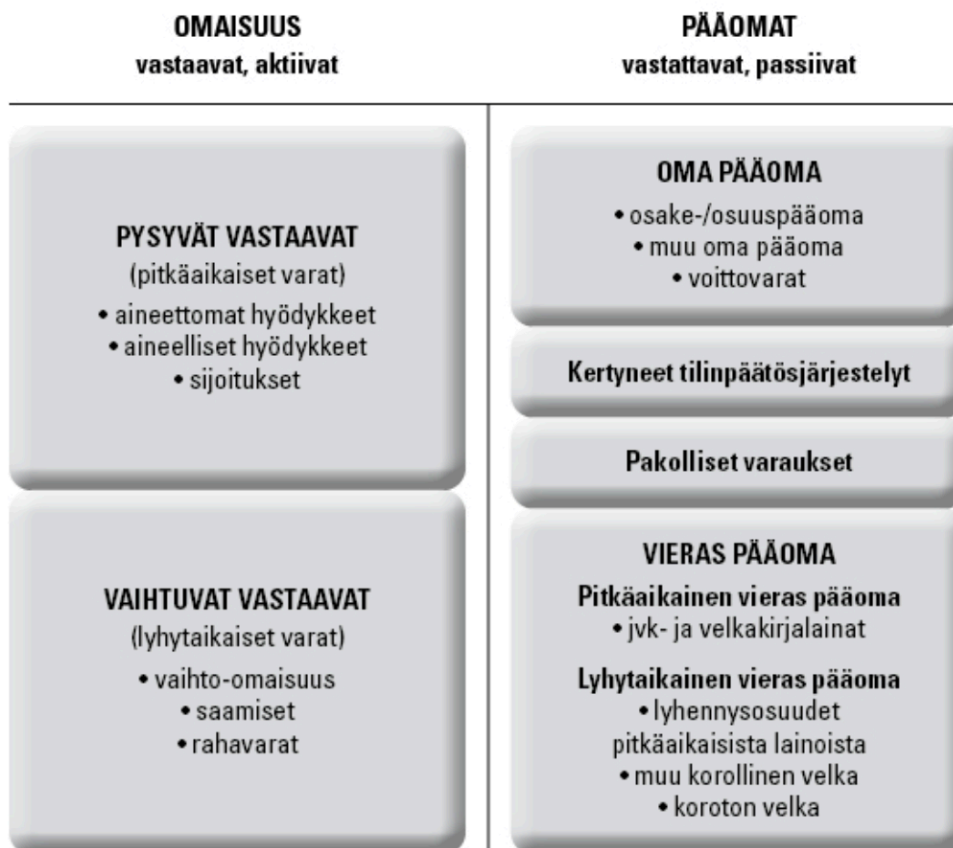 OMAISUUS
vastaavat, aktiivat
PÄÄOMAT
vastattavat, passiivat
PYSYVÄT VASTAAVAT
(pitkäaikaiset varat)
• aineettomat hyödykkeet
• aineelliset hyödykkeet
• sijoitukset
VAIHTUVAT VASTAAVAT
(lyhytaikaiset varat)
• vaihto-omaisuus
• saamiset
• rahavarat
OMA PÄÄOMA
• osake-/osuuspääoma
• muu oma pääoma
• voittovarat
Kertyneet tilinpäätösjärjestelyt
Pakolliset varaukset
VIERAS PÄÄOMA
Pitkäaikainen vieras pääoma
• jvk- ja velkakirjalainat
Lyhytaikainen vieras pääoma
• lyhennysosuudet
pitkäaikaisista lainoista
• muu korollinen velka
• koroton velka